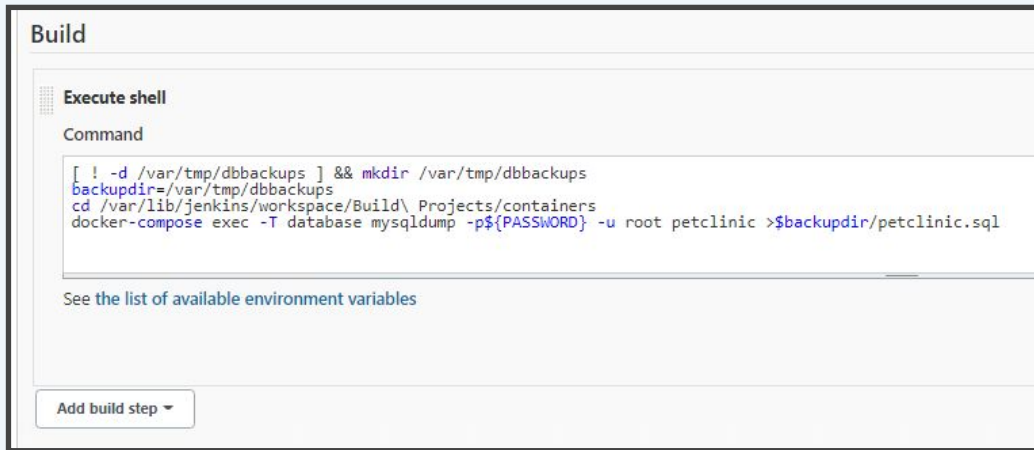 Build
Execute shell
Command
[ ! -d /var/tmp/dbbackups ] && mkdir /var/tmp/dbbackups
backupdir=/var/tmp/dbbackups
cd /var/lib/jenkins/workspace/Build\ Projects/containers
docker-compose exec -T database mysqldump -p${PASSWORD} -u root petclinic >$backupdir/petclinic.sql
See the list of available environment variables
Add build step